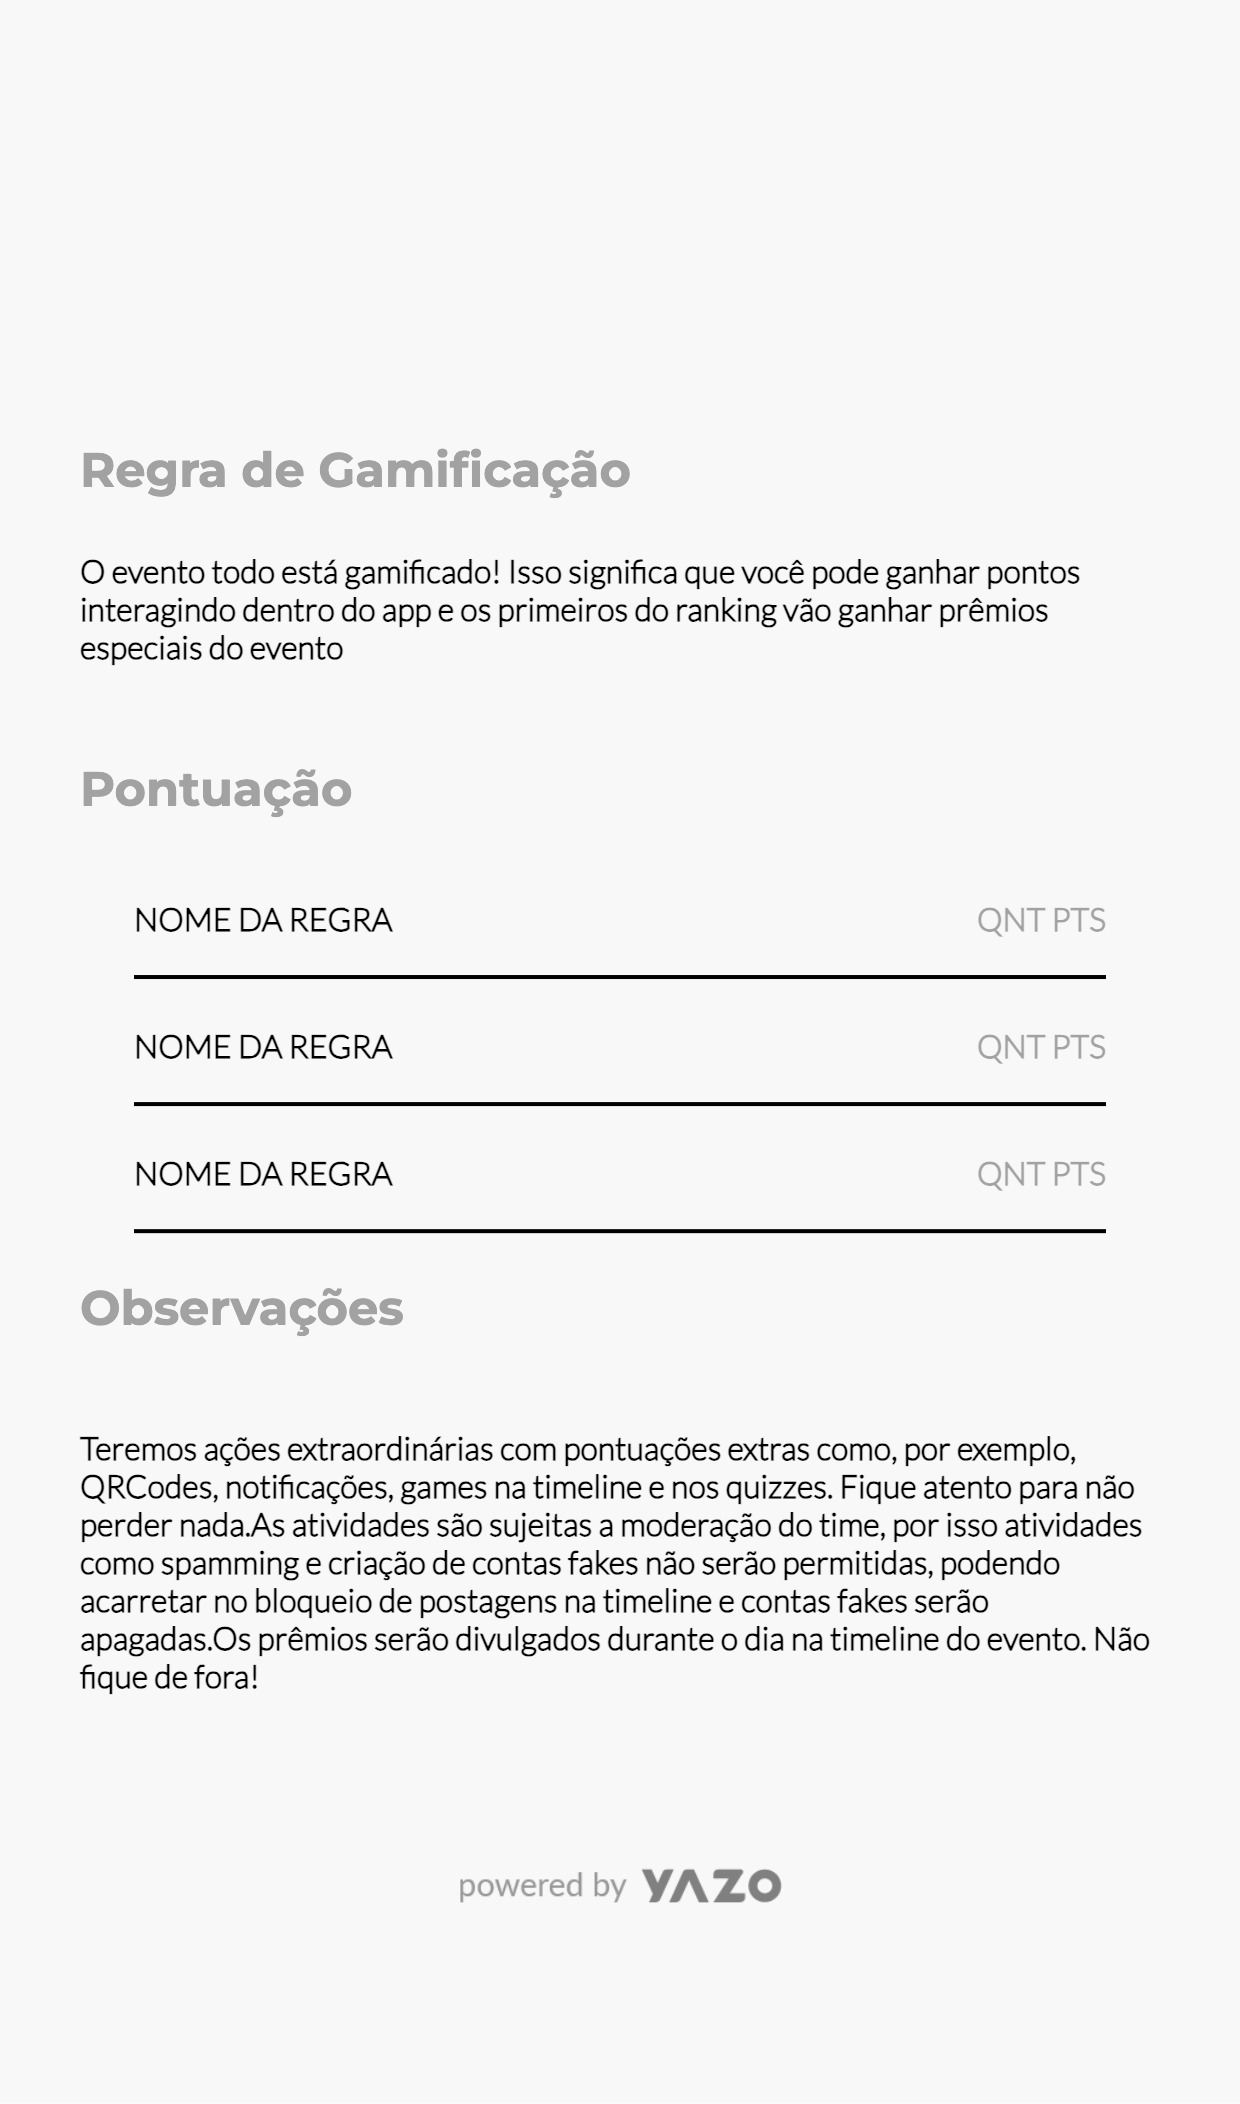 Regra de Gamificação
O evento todo está gamificado! Isso significa que você pode ganhar pontos
interagindo dentro do app e os primeiros do ranking vão ganhar prêmios
especiais do evento
Pontuação
NOME DA REGRA QNT PTS
NOME DA REGRA QNT PTS
NOME DA REGRA QNT PTS
Observações
Teremos ações extraordinárias com pontuações extras como, por exemplo,
QRCodes, notificações, games na timeline e nos quizzes. Fique atento para não
perder nada.As atividades são sujeitas a moderação do time, por isso atividades
como spamming e criação de contas fakes não serão permitidas, podendo
acarretar no bloqueio de postagens na timeline e contas fakes serão
apagadas.Os prêmios serão divulgados durante o dia na timeline do evento. Não
fique de fora!
powered by YAZO